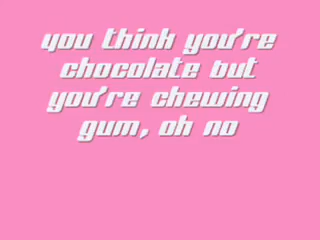 you think you're
chocolate but
you're chewing
gum, oh no